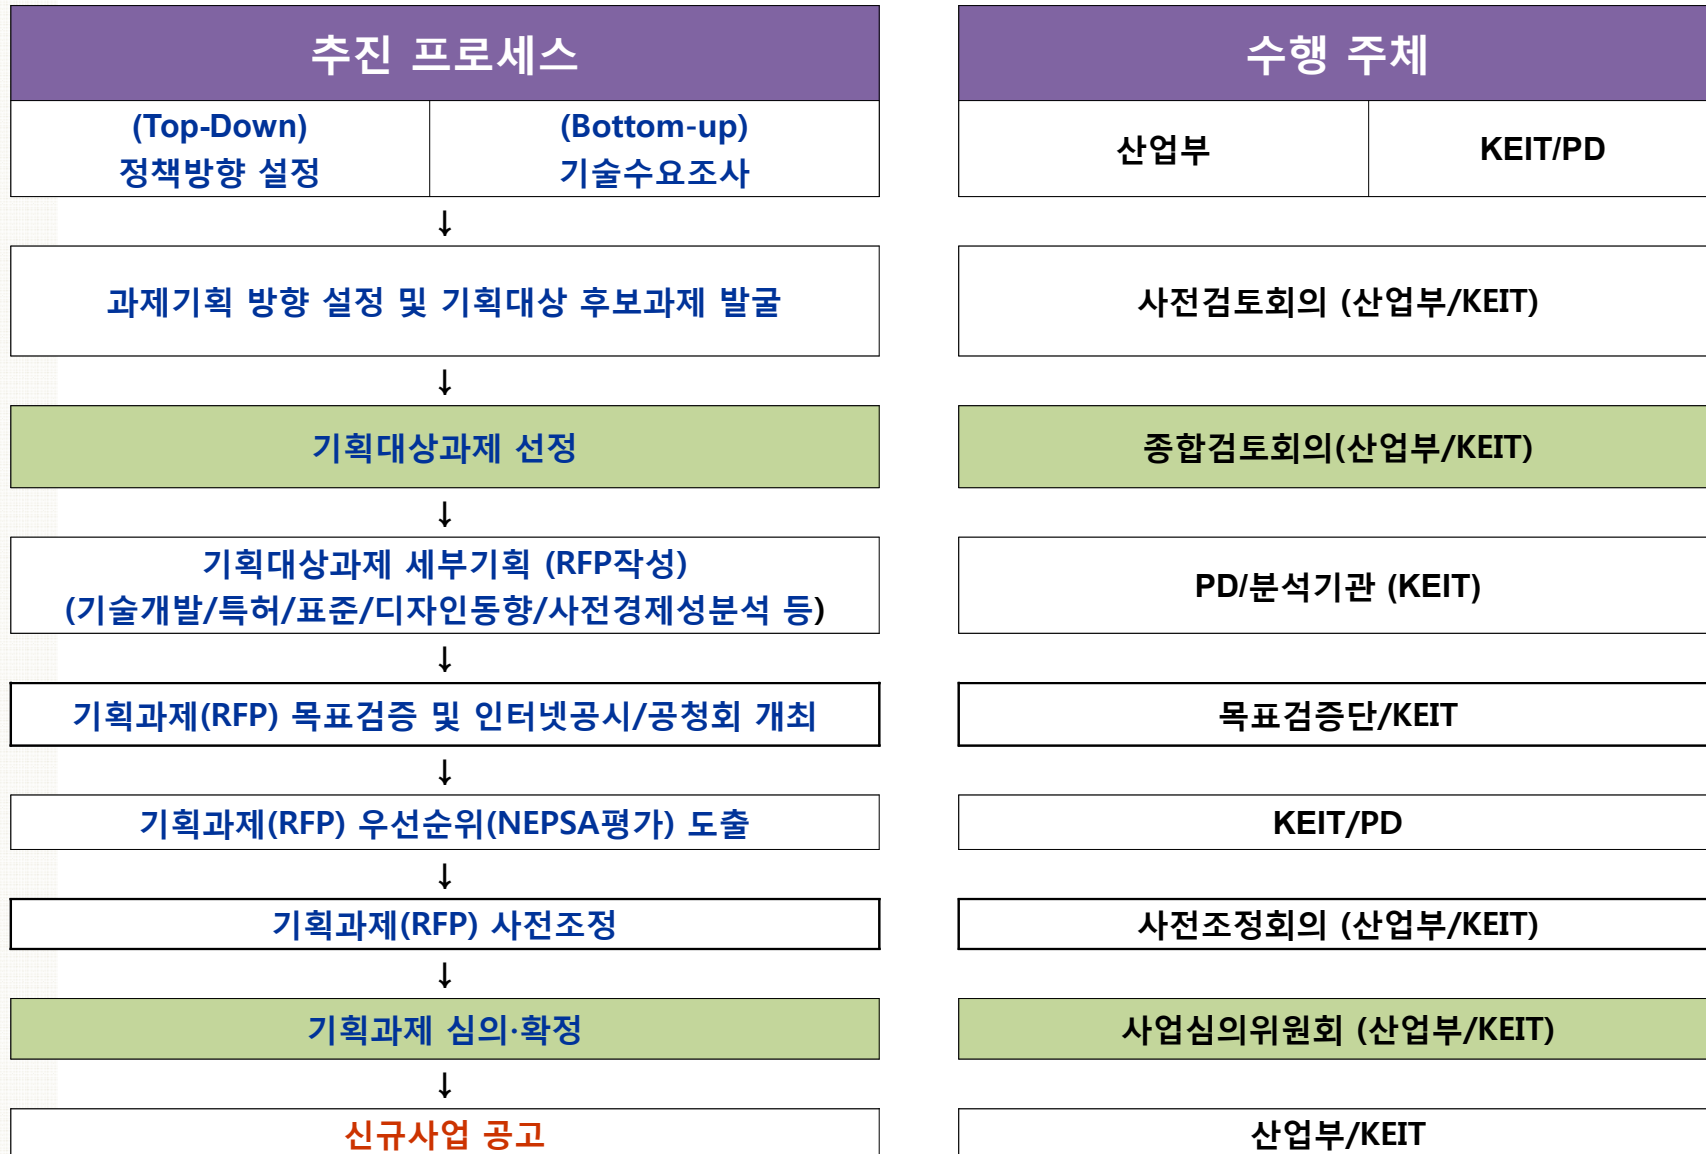 추진 프로세스
수행 주체
(Top-Down)
정책방향 설정
(Bottom-up)
기술수요조사
산업부
KEIT/PD
↓
과제기획 방향 설정 및 기획대상 후보과제 발굴
사전검토회의 (산업부/KEIT)
↓
기획대상과제 선정
종합검토회의(산업부/KEIT)
↓
기획대상과제 세부기획 (RFP작성)
(기술개발/특허/표준/디자인동향/사전경제성분석 등)
PD/분석기관 (KEIT)
↓
기획과제(RFP) 목표검증 및 인터넷공시/공청회 개최
목표검증단/KEIT
↓
기획과제(RFP) 우선순위(NEPSA평가) 도출
KEIT/PD
↓
기획과제(RFP) 사전조정
사전조정회의 (산업부/KEIT)
↓
기획과제 심의·확정
사업심의위원회 (산업부/KEIT)
↓
신규사업 공고
산업부/KEIT